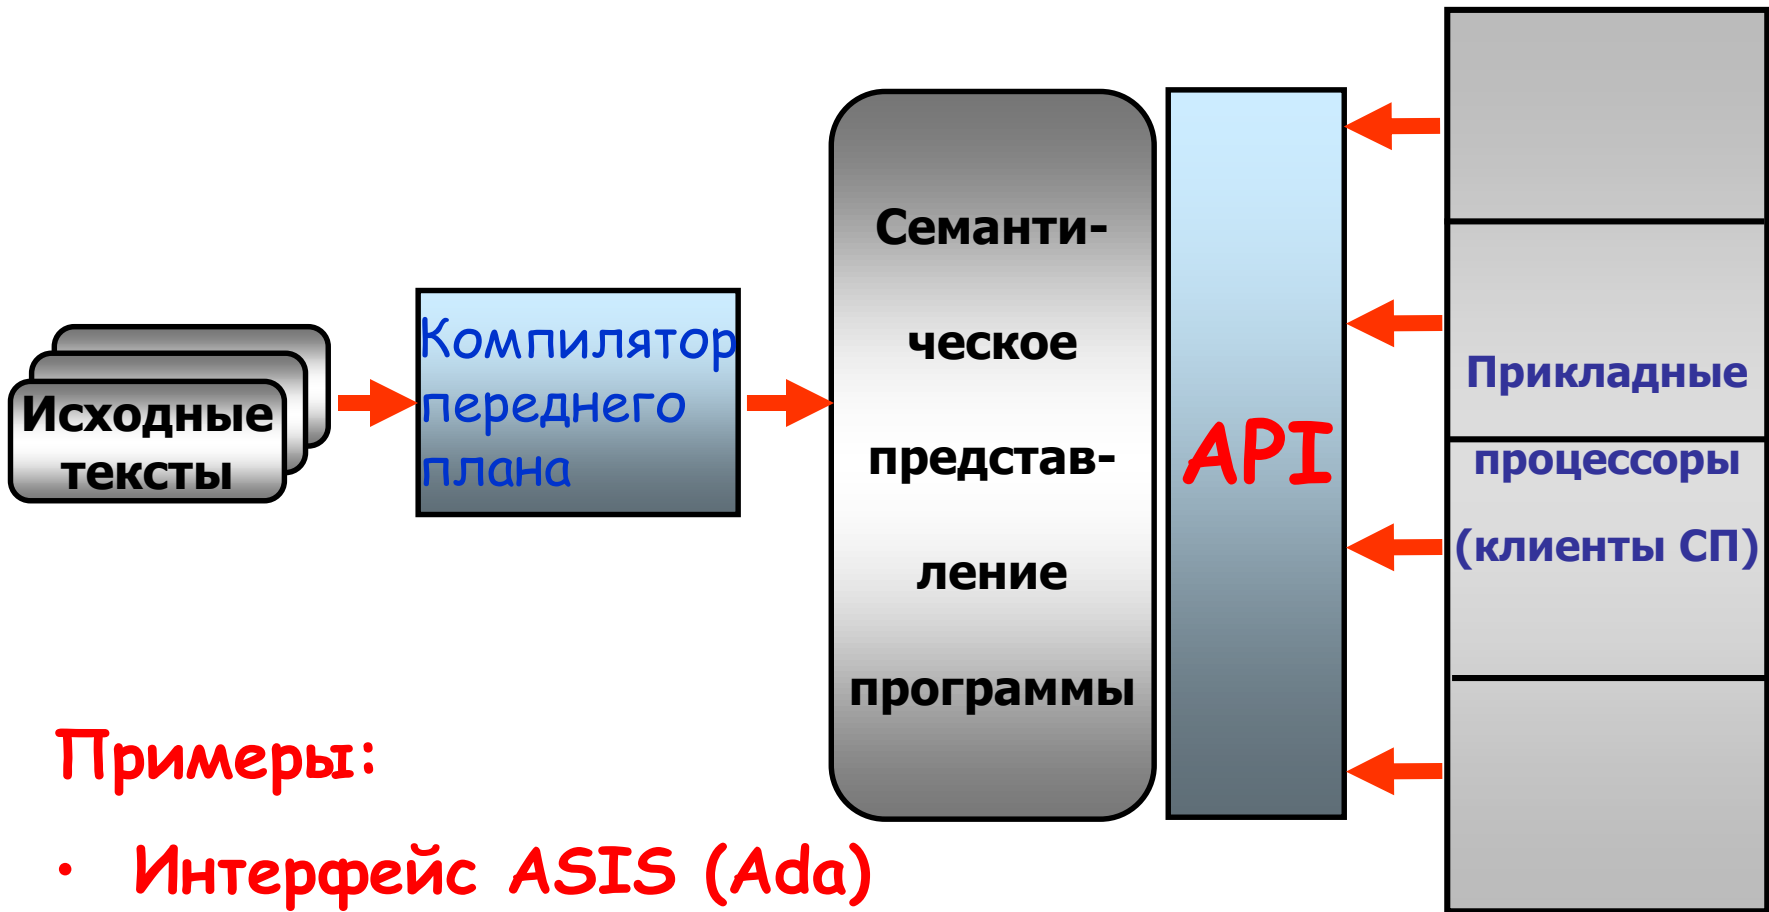 Исходные
тексты
Компилятор
переднего
плана
Семанти-
ческое
представ-
ление
программы
API
Прикладные
процессоры
(клиенты СП)
Примеры:
• Интерфейс ASIS (Ada)